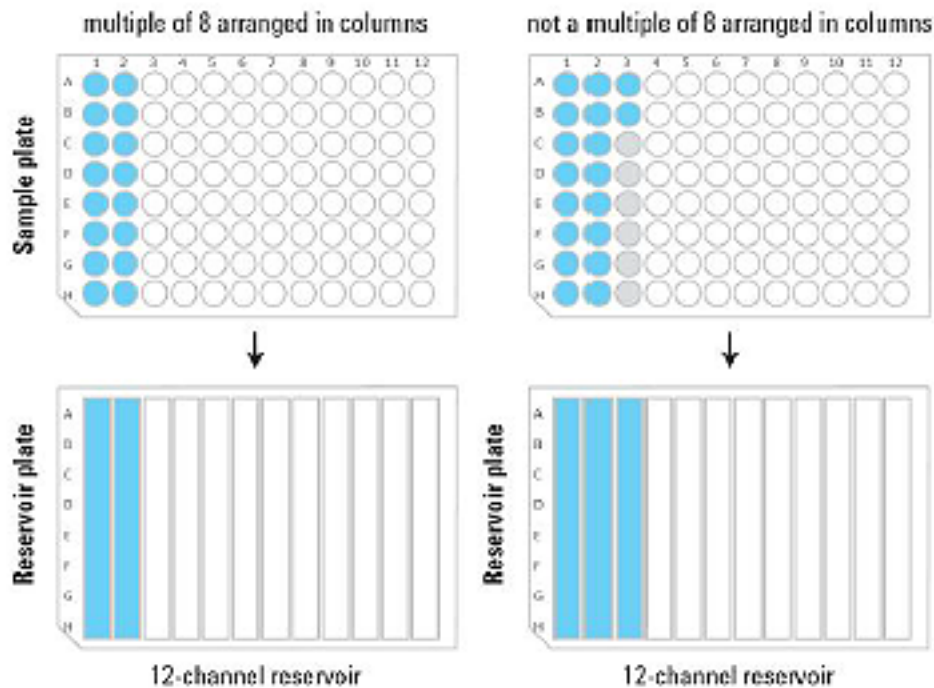 multiple of 8 arranged in columns
not a multiple of 8 arranged in columns
Sample plate
1 2 3 4 5 6 7 8 9 10 11 12
A
B
C
D
E
F
G
H
1 2 3 4 5 6 7 8 9 10 11 12
A
B
C
D
E
F
G
H
Reservoir plate
A
B
C
D
E
F
G
H
12-channel reservoir
Reservoir plate
A
B
C
D
E
F
G
H
12-channel reservoir